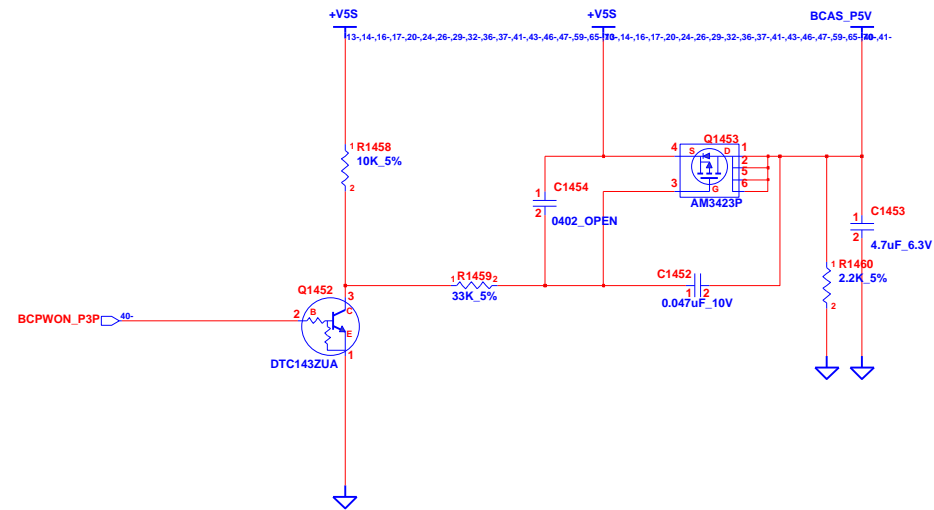 +V5S
+V5S
BCAS_P5V
13-,14-,16-,17-,20-,24-,26-,29-,32-,36-,37-,41-,43-,46-,47-,59-,65-
13-,14-,16-,17-,20-,24-,26-,29-,32-,36-,37-,41-,43-,46-,47-,59-,65-
40-,41-
Q1453
4
S
D
1
2
5
6
3
G
AM3423P
1
R1458
10K_5%
2
1
C1454
2
0402_OPEN
1
C1453
2
4.7uF_6.3V
1
R1459
2
33K_5%
C1452
1
2
0.047uF_10V
1
R1460
2.2K_5%
2
Q1452
3
BCPWON_P3P
40-
2
B
C
E
1
DTC143ZUA